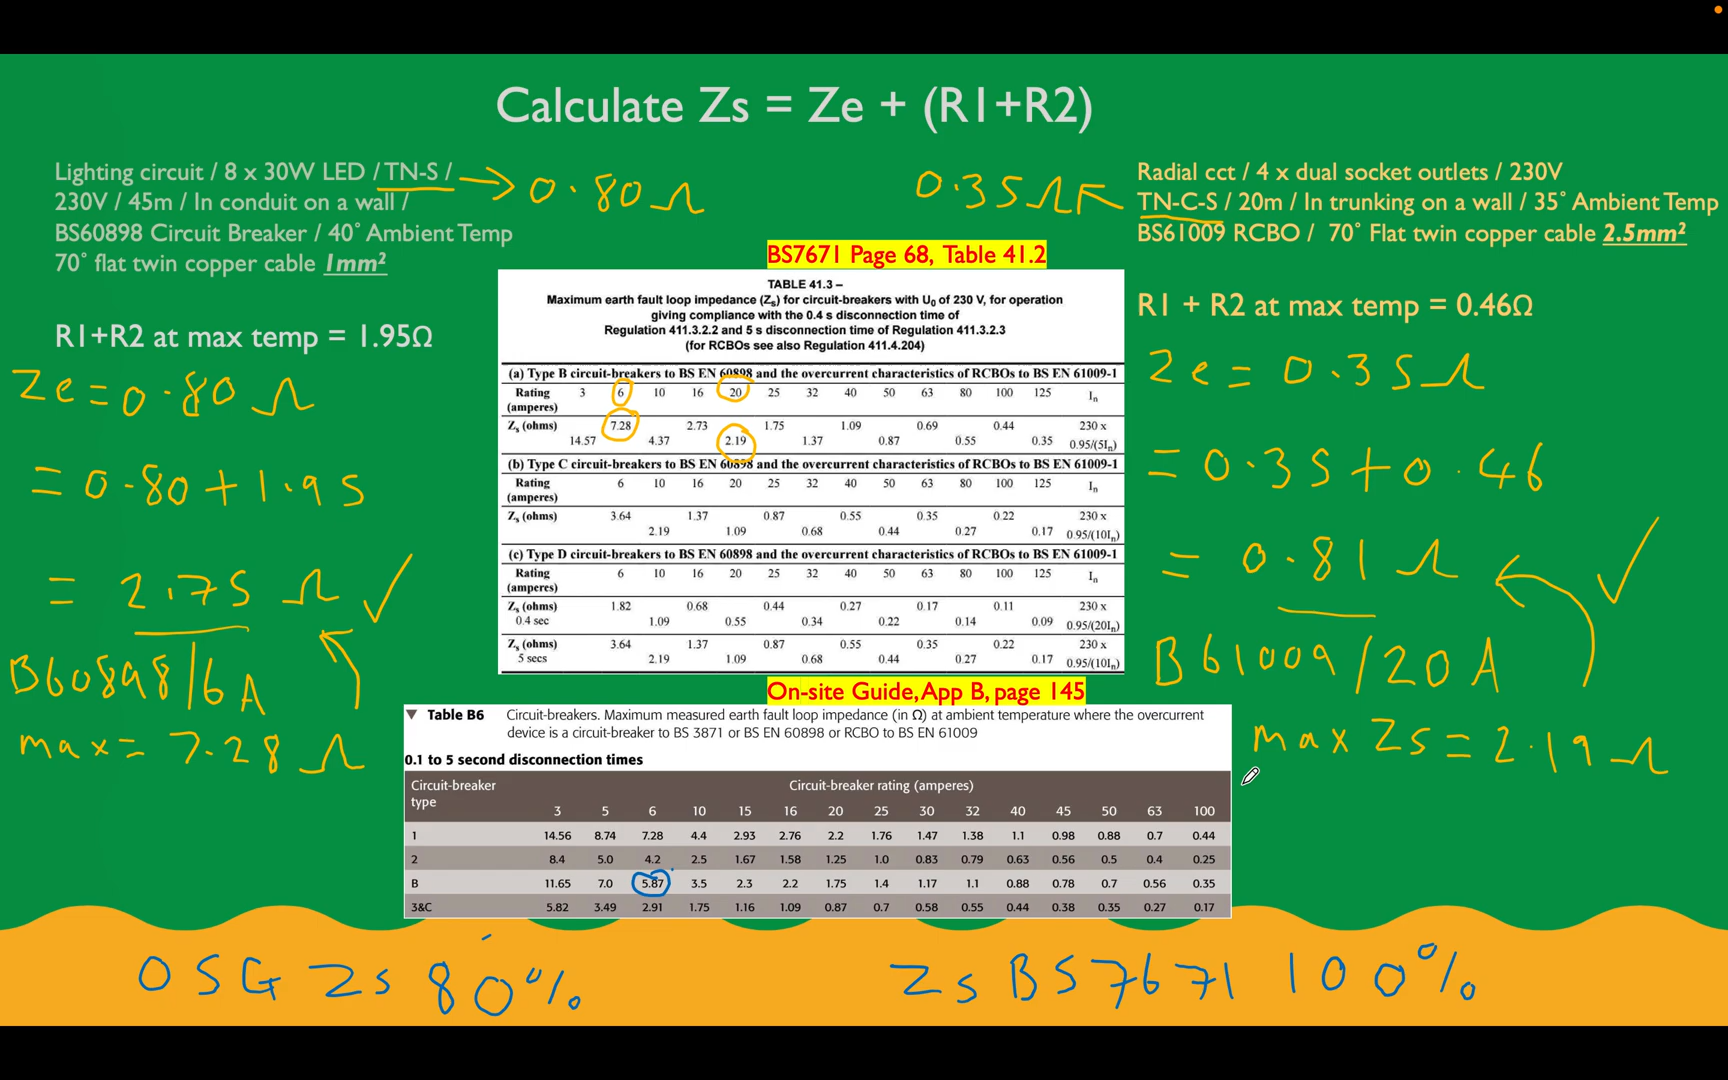 Calculate Zs = Ze + (R1+R2)
Lighting circuit / 8 x 30W LED / TN-S /
230V / 45m / In conduit on a wall /
BS60898 Circuit Breaker / 40° Ambient Temp
70° flat twin copper cable 1mm²
0.80Ω
R1+R2 at max temp = 1.95Ω
Ze = 0.80 Ω
= 0.80 + 1.95
= 2.75 Ω ✓
B60898/6A
max = 7.28 Ω
0.35Ω
Radial cct / 4 x dual socket outlets / 230V
TN-C-S / 20m / In trunking on a wall / 35° Ambient Temp
BS61009 RCBO / 70° Flat twin copper cable 2.5mm²
R1 + R2 at max temp = 0.46Ω
Ze = 0.35Ω
= 0.35 + 0.46
= 0.81 Ω ✓
B61009/20A
max Zs = 2.19 Ω
BS7671 Page 68, Table 41.2
TABLE 41.3 –
Maximum earth fault loop impedance (Zs) for circuit-breakers with U0 of 230 V, for operation
giving compliance with the 0.4 s disconnection time of
Regulation 411.3.2.2 and 5 s disconnection time of Regulation 411.3.2.3
(for RCBOs see also Regulation 411.4.204)
(a) Type B circuit-breakers to BS EN 60898 and the overcurrent characteristics of RCBOs to BS EN 61009-1
Rating 3 6 10 16 20 25 32 40 50 63 80 100 125 In
(amperes)
Zs (ohms) 7.28 2.73 1.75 1.09 0.69 0.44 230 x
14.57 4.37 2.19 1.37 0.87 0.55 0.35 0.95/(5In)
(b) Type C circuit-breakers to BS EN 60898 and the overcurrent characteristics of RCBOs to BS EN 61009-1
Rating 6 10 16 20 25 32 40 50 63 80 100 125 In
(amperes)
Zs (ohms) 3.64 1.37 0.87 0.55 0.35 0.22 230 x
2.19 1.09 0.68 0.44 0.27 0.17 0.95/(10In)
(c) Type D circuit-breakers to BS EN 60898 and the overcurrent characteristics of RCBOs to BS EN 61009-1
Rating 6 10 16 20 25 32 40 50 63 80 100 125 In
(amperes)
Zs (ohms) 1.82 0.68 0.44 0.27 0.17 0.11 230 x
0.4 sec 1.09 0.55 0.34 0.22 0.14 0.09 0.95/(20In)
Zs (ohms) 3.64 1.37 0.87 0.55 0.35 0.22 230 x
5 secs 2.19 1.09 0.68 0.44 0.27 0.17 0.95/(10In)
On-site Guide, App B, page 145
▼ Table B6 Circuit-breakers. Maximum measured earth fault loop impedance (in Ω) at ambient temperature where the overcurrent
device is a circuit-breaker to BS 3871 or BS EN 60898 or RCBO to BS EN 61009
0.1 to 5 second disconnection times
Circuit-breaker Circuit-breaker rating (amperes)
type 3 5 6 10 15 16 20 25 30 32 40 45 50 63 100
1 14.56 8.74 7.28 4.4 2.93 2.76 2.2 1.76 1.47 1.38 1.1 0.98 0.88 0.7 0.44
2 8.4 5.0 4.2 2.5 1.67 1.58 1.25 1.0 0.83 0.79 0.63 0.56 0.5 0.4 0.25
B 11.65 7.0 5.87 3.5 2.3 2.2 1.75 1.4 1.17 1.1 0.88 0.78 0.7 0.56 0.35
3&C 5.82 3.49 2.91 1.75 1.16 1.09 0.87 0.7 0.58 0.55 0.44 0.38 0.35 0.27 0.17
OSG Zs 80%
Zs BS7671 100%